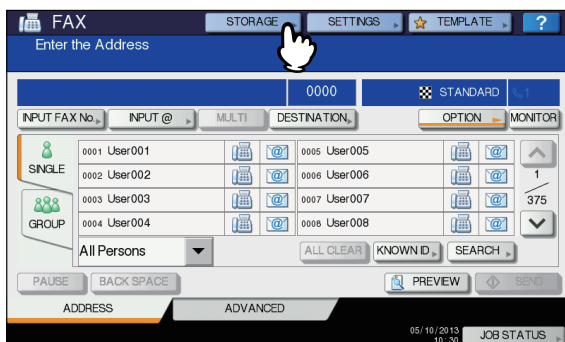 FAX STORAGE SETTINGS TEMPLATE ?
Enter the Address
0000 STANDARD 1
INPUT FAX No. INPUT @ MULTI DESTINATION OPTION MONITOR
SINGLE
GROUP
0001 User001 0005 User005
0002 User002 0006 User006
0003 User003 0007 User007
0004 User004 0008 User008
1
375
All Persons ALL CLEAR KNOWN ID SEARCH
PAUSE BACK SPACE PREVIEW SEND
ADDRESS ADVANCED
05/10/2013
10:30 JOB STATUS